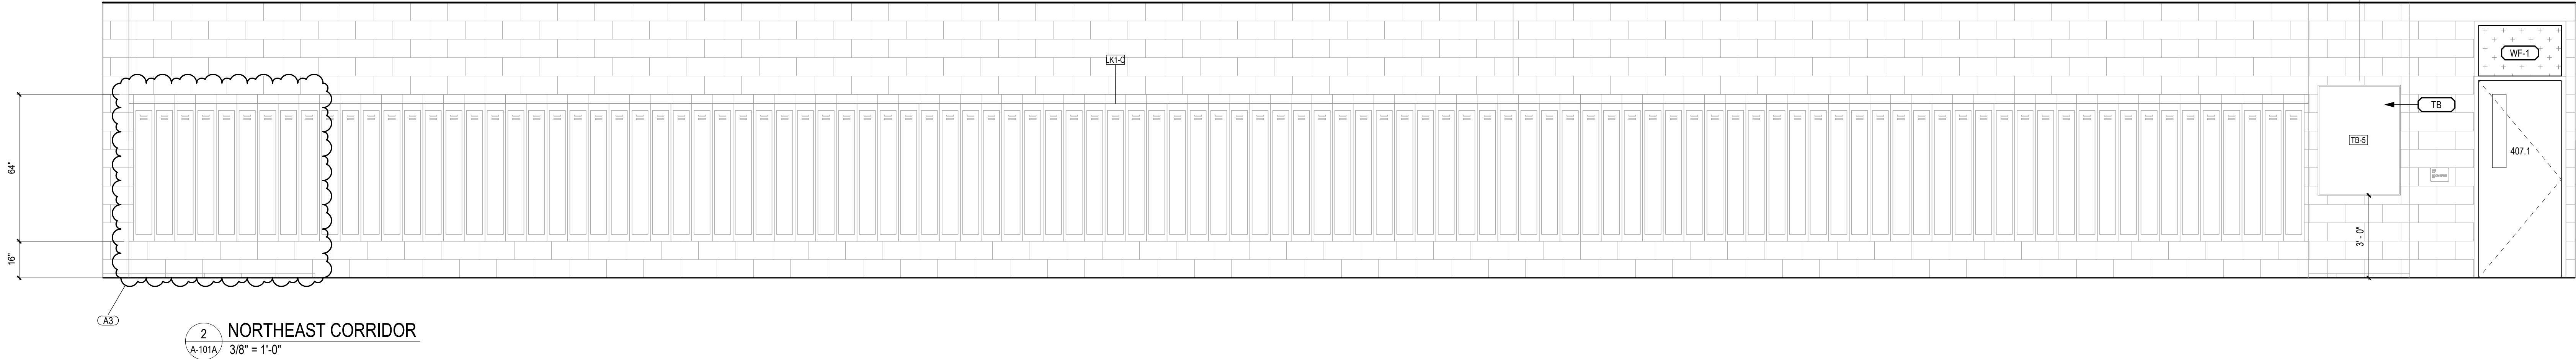 LK1-C
WF-1
TB
TB-5
407.1
64"
16"
3' - 0"
A3
2
A-101A
NORTHEAST CORRIDOR
3/8" = 1'-0"